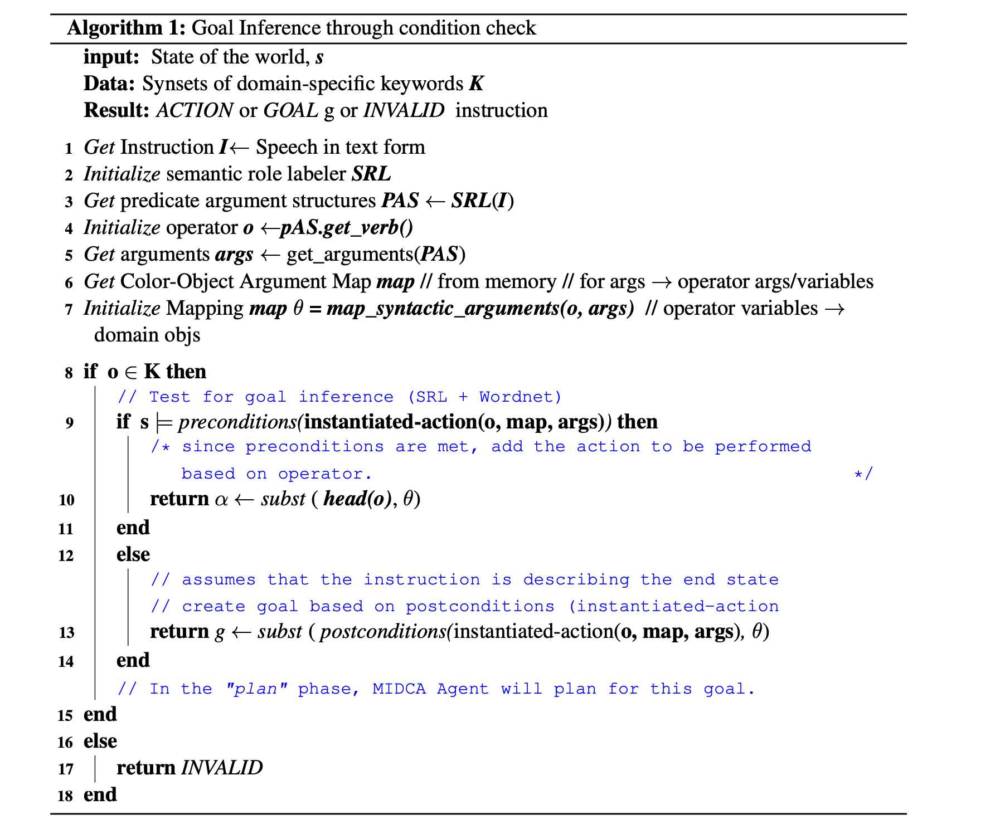 Algorithm 1: Goal Inference through condition check
input: State of the world, s
Data: Synsets of domain-specific keywords K
Result: ACTION or GOAL g or INVALID instruction
1 Get Instruction I← Speech in text form
2 Initialize semantic role labeler SRL
3 Get predicate argument structures PAS ← SRL(I)
4 Initialize operator o ←pAS.get_verb()
5 Get arguments args ← get_arguments(PAS)
6 Get Color-Object Argument Map map // from memory // for args → operator args/variables
7 Initialize Mapping map θ = map_syntactic_arguments(o, args) // operator variables →
domain objs
8 if o ∈ K then
// Test for goal inference (SRL + Wordnet)
9 if s ⊨ preconditions(instantiated-action(o, map, args)) then
/* since preconditions are met, add the action to be performed
based on operator. */
10 return α ← subst ( head(o), θ)
11 end
12 else
// assumes that the instruction is describing the end state
// create goal based on postconditions (instantiated-action
13 return g ← subst ( postconditions(instantiated-action(o, map, args), θ)
14 end
// In the "plan" phase, MIDCA Agent will plan for this goal.
15 end
16 else
17 return INVALID
18 end